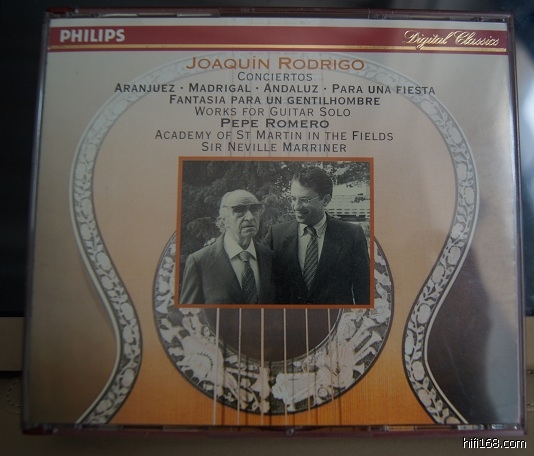 PHILIPS
Digital Classics
JOAQUÍN RODRIGO
CONCIERTOS
ARANJUEZ · MADRIGAL · ANDALUZ · PARA UNA FIESTA
FANTASIA PARA UN GENTILHOMBRE
WORKS FOR GUITAR SOLO
PEPE ROMERO
ACADEMY OF ST MARTIN IN THE FIELDS
SIR NEVILLE MARRINER
hifi168.com